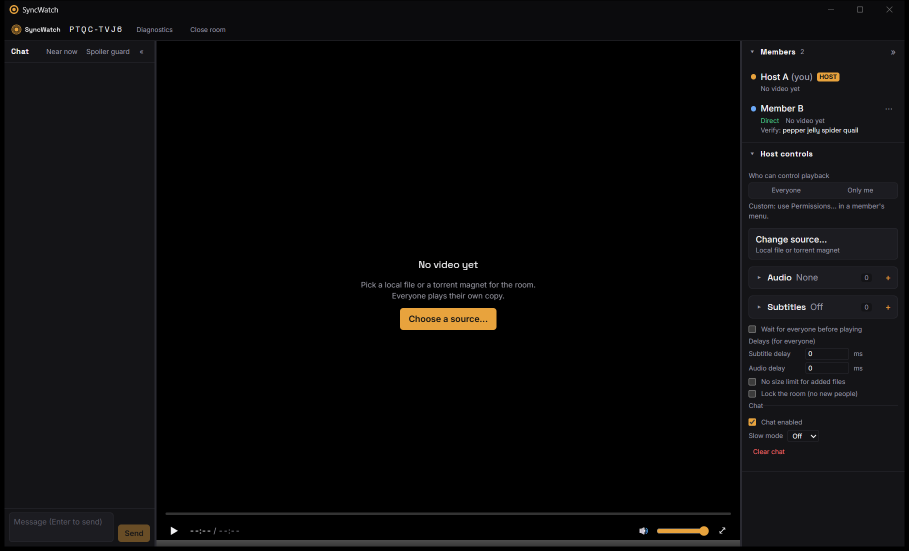 SyncWatch
SyncWatch PTQC-TVJ6 Diagnostics Close room
Chat Near now Spoiler guard «
Message (Enter to send)
Send
No video yet
Pick a local file or a torrent magnet for the room.
Everyone plays their own copy.
Choose a source...
--:-- / --:--
Members 2 »
Host A (you) HOST
No video yet
Member B ...
Direct No video yet
Verify: pepper jelly spider quail
Host controls
Who can control playback
Everyone Only me
Custom: use Permissions... in a member's
menu.
Change source...
Local file or torrent magnet
Audio None 0 +
Subtitles Off 0 +
Wait for everyone before playing
Delays (for everyone)
Subtitle delay 0 ms
Audio delay 0 ms
No size limit for added files
Lock the room (no new people)
Chat
Chat enabled
Slow mode Off
Clear chat